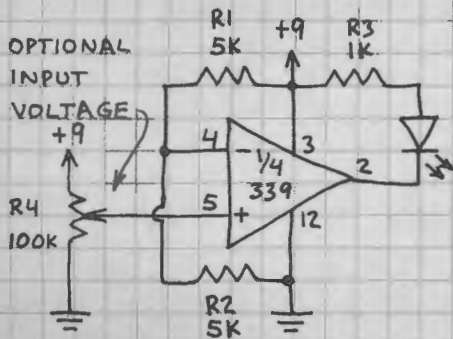 OPTIONAL
INPUT
VOLTAGE
+9
R4
100K
R1
5K
+9
R3
1K
4
-
1/4
339
3
2
5
+
12
R2
5K